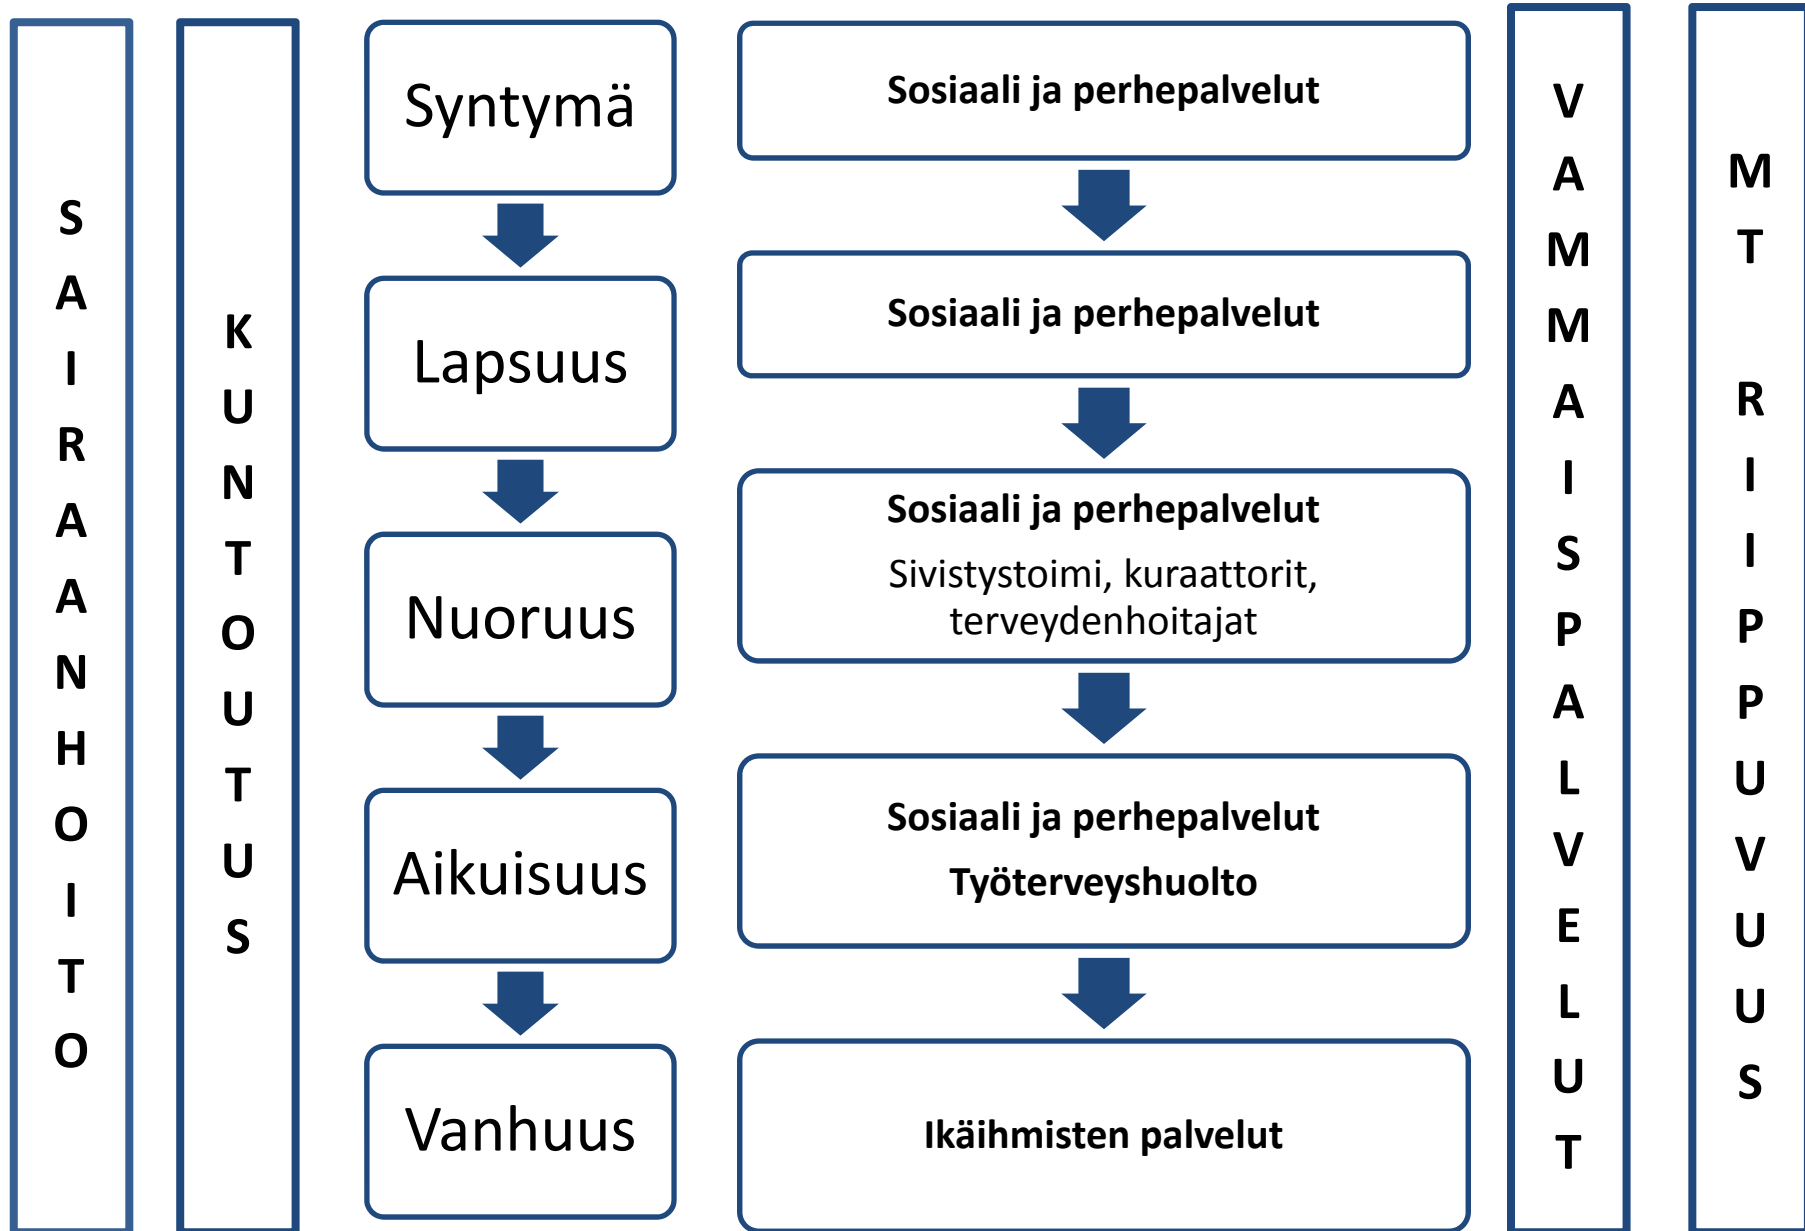 SAIRAANHOITO
KUNTOUTUS
Syntymä
Lapsuus
Nuoruus
Aikuisuus
Vanhuus
Sosiaali ja perhepalvelut
Sosiaali ja perhepalvelut
Sosiaali ja perhepalvelut
Sivistystoimi, kuraattorit,
terveydenhoitajat
Sosiaali ja perhepalvelut
Työterveyshuolto
Ikäihmisten palvelut
VAMMAISPALVELUT
MT RIIPPUVUUS